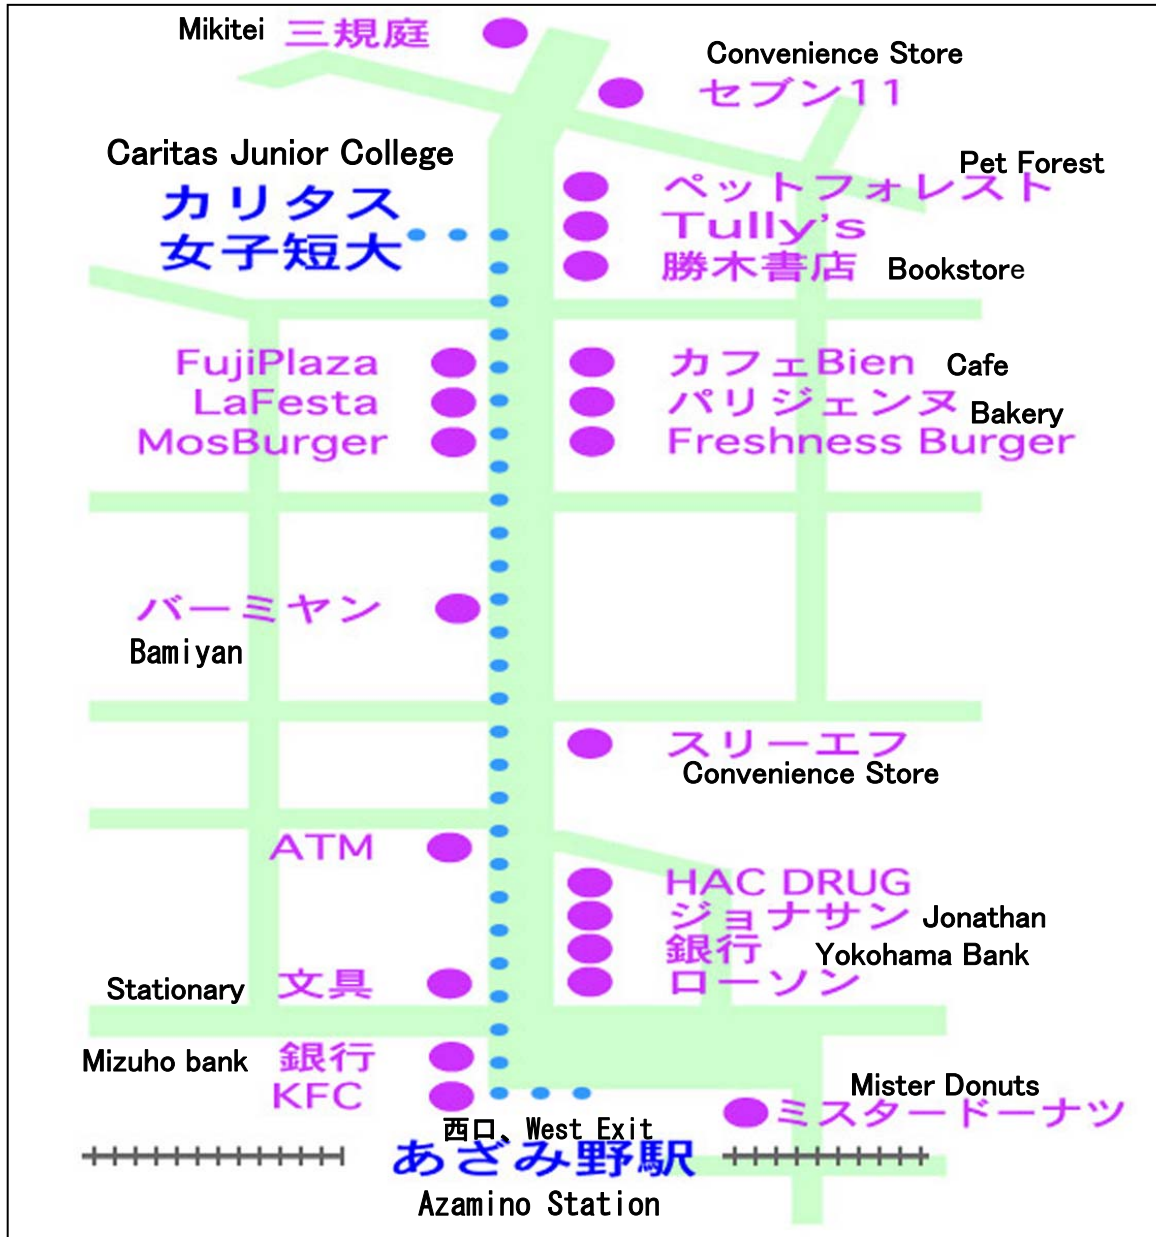 Mikitei 三規庭
Convenience Store
セブン11
Caritas Junior College
カリタス
女子短大
Pet Forest
ペットフォレスト
Tully's
勝木書店 Bookstore
FujiPlaza
カフェBien Cafe
LaFesta
パリジェンヌ Bakery
MosBurger
Freshness Burger
バーミヤン
Bamiyan
スリーエフ
Convenience Store
ATM
HAC DRUG
ジョナサン Jonathan
銀行 Yokohama Bank
Stationary 文具
ローソン
Mizuho bank 銀行
KFC
Mister Donuts
ミスタードーナツ
西口、West Exit
あざみ野駅
Azamino Station